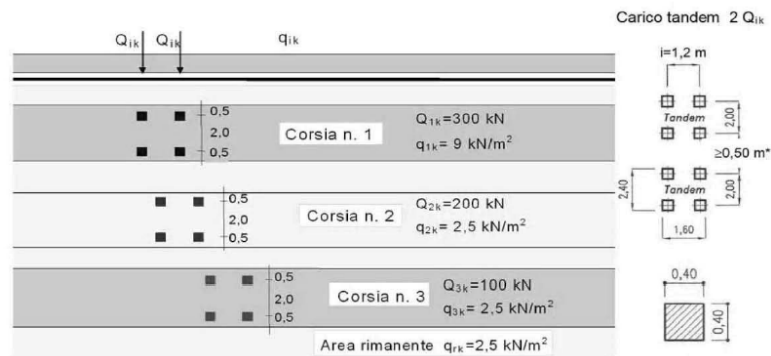 Carico tandem 2 Qik
Qik Qik qik
i=1,2 m
0,5
2,0
0,5
Corsia n. 1
Q1k=300 kN
q1k= 9 kN/m²
Tandem
2,00
≥0,50 m*
0,5
2,0
0,5
Corsia n. 2
Q2k=200 kN
q2k= 2,5 kN/m²
2,40
Tandem
2,00
1,60
0,5
2,0
0,5
Corsia n. 3
Q3k=100 kN
q3k= 2,5 kN/m²
0,40
0,40
Area rimanente qrk=2,5 kN/m²